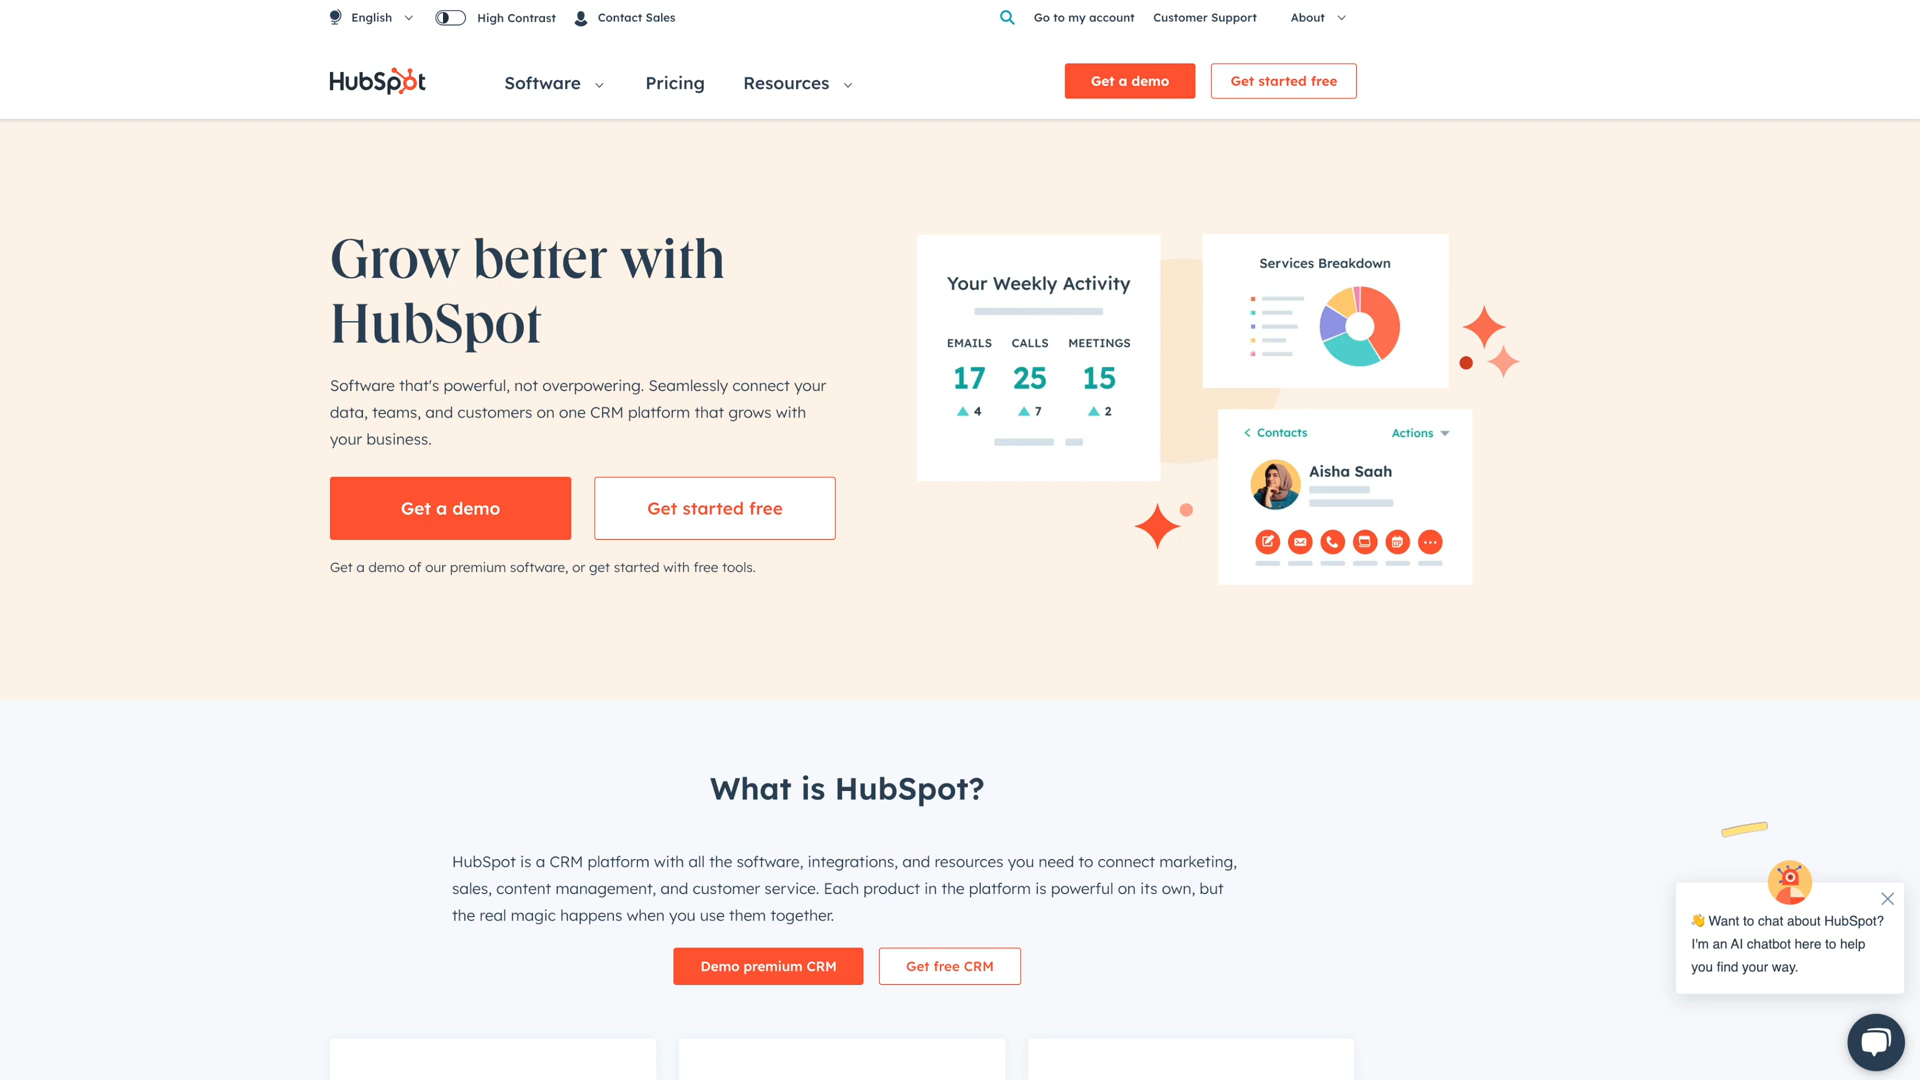 English
High Contrast
Contact Sales
Go to my account
Customer Support
About
HubSpot
Software
Pricing
Resources
Get a demo
Get started free
Grow better with
HubSpot
Software that's powerful, not overpowering. Seamlessly connect your
data, teams, and customers on one CRM platform that grows with
your business.
Get a demo
Get started free
Get a demo of our premium software, or get started with free tools.
Your Weekly Activity
EMAILS CALLS MEETINGS
17 25 15
4 7 2
Services Breakdown
Contacts
Actions
Aisha Saah
What is HubSpot?
HubSpot is a CRM platform with all the software, integrations, and resources you need to connect marketing,
sales, content management, and customer service. Each product in the platform is powerful on its own, but
the real magic happens when you use them together.
Demo premium CRM
Get free CRM
👋 Want to chat about HubSpot?
I'm an AI chatbot here to help
you find your way.